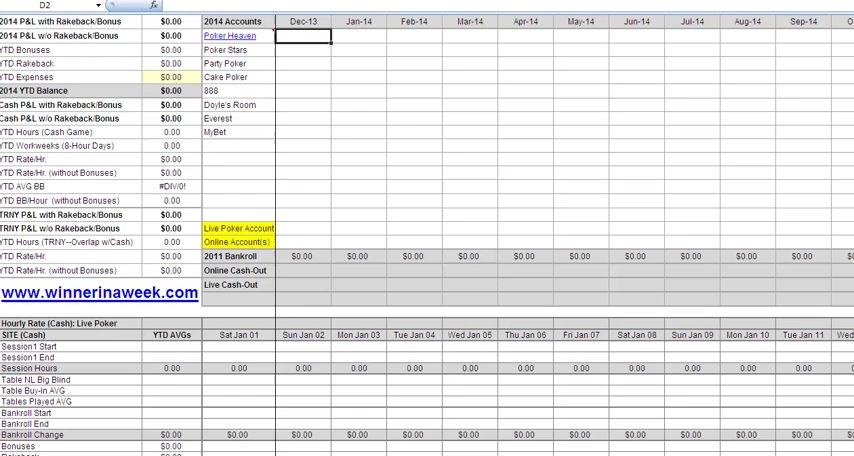 D2 fx
2014 P&L with Rakeback/Bonus $0.00 2014 Accounts Dec-13 Jan-14 Feb-14 Mar-14 Apr-14 May-14 Jun-14 Jul-14 Aug-14 Sep-14 O
2014 P&L w/o Rakeback/Bonus $0.00 Poker Heaven
YTD Bonuses $0.00 Poker Stars
YTD Rakeback $0.00 Party Poker
YTD Expenses $0.00 Cake Poker
2014 YTD Balance $0.00 888
Cash P&L with Rakeback/Bonus $0.00 Doyle's Room
Cash P&L w/o Rakeback/Bonus $0.00 Everest
YTD Hours (Cash Game) 0.00 MyBet
YTD Workweeks (8-Hour Days) 0.00
YTD Rate/Hr. $0.00
YTD Rate/Hr. (without Bonuses) $0.00
YTD AVG BB #DIV/0!
YTD BB/Hour (without Bonuses) 0.00
TRNY P&L with Rakeback/Bonus $0.00
TRNY P&L w/o Rakeback/Bonus $0.00 Live Poker Account
YTD Hours (TRNY--Overlap w/Cash) 0.00 Online Account(s)
YTD Rate/Hr. $0.00 2011 Bankroll $0.00 $0.00 $0.00 $0.00 $0.00 $0.00 $0.00 $0.00 $0.00 $0.00
YTD Rate/Hr. (without Bonuses) $0.00 Online Cash-Out
Live Cash-Out
www.winnerinaweek.com
Hourly Rate (Cash): Live Poker
SITE (Cash) YTD AVGs Sat Jan 01 Sun Jan 02 Mon Jan 03 Tue Jan 04 Wed Jan 05 Thu Jan 06 Fri Jan 07 Sat Jan 08 Sun Jan 09 Mon Jan 10 Tue Jan 11 Wed
Session1 Start
Session1 End
Session Hours 0.00 0.00 0.00 0.00 0.00 0.00 0.00 0.00 0.00 0.00 0.00 0.00
Table NL Big Blind
Table Buy-in AVG
Tables Played AVG
Bankroll Start
Bankroll End
Bankroll Change $0.00 $0.00 $0.00 $0.00 $0.00 $0.00 $0.00 $0.00 $0.00 $0.00 $0.00 $0.00
Bonuses $0.00